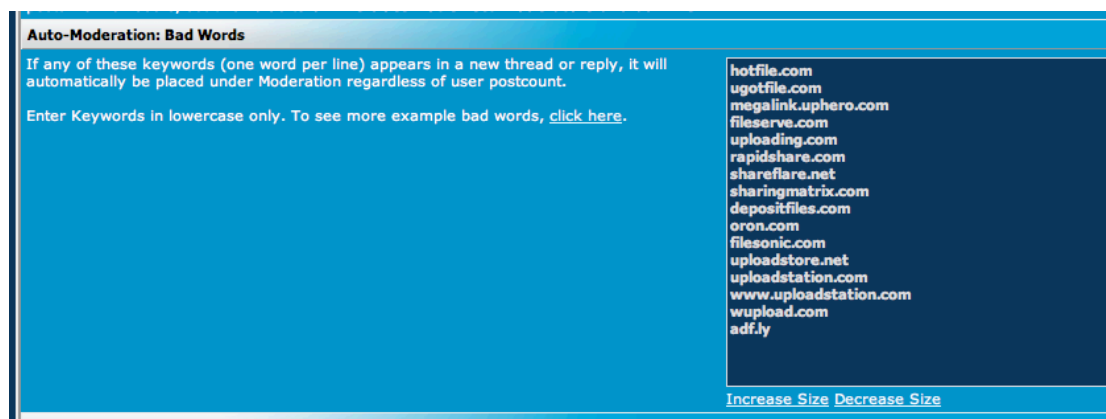 Auto-Moderation: Bad Words
If any of these keywords (one word per line) appears in a new thread or reply, it will
automatically be placed under Moderation regardless of user postcount.
Enter Keywords in lowercase only. To see more example bad words, click here.
hotfile.com
ugotfile.com
megalink.uphero.com
fileserve.com
uploading.com
rapidshare.com
shareflare.net
sharingmatrix.com
depositfiles.com
oron.com
filesonic.com
uploadstore.net
uploadstation.com
www.uploadstation.com
wupload.com
adf.ly
Increase Size Decrease Size